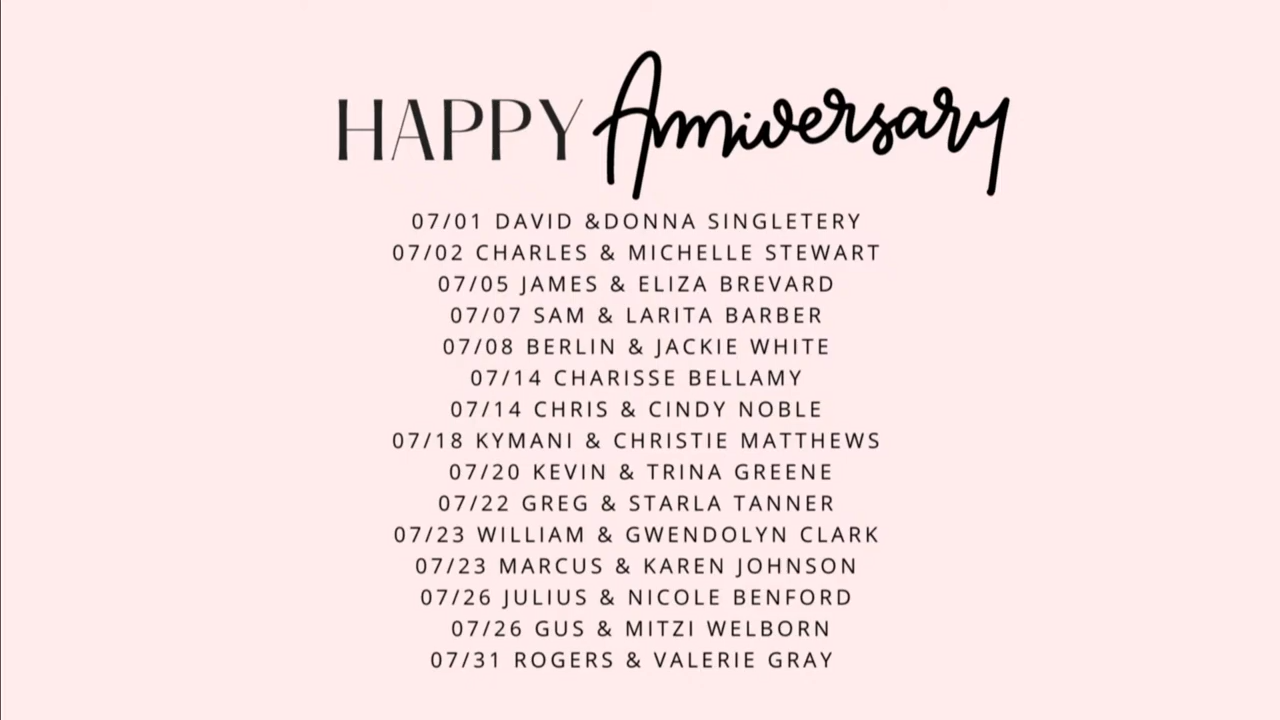 HAPPY Anniversary
07/01 DAVID &DONNA SINGLETERY
07/02 CHARLES & MICHELLE STEWART
07/05 JAMES & ELIZA BREVARD
07/07 SAM & LARITA BARBER
07/08 BERLIN & JACKIE WHITE
07/14 CHARISSE BELLAMY
07/14 CHRIS & CINDY NOBLE
07/18 KYMANI & CHRISTIE MATTHEWS
07/20 KEVIN & TRINA GREENE
07/22 GREG & STARLA TANNER
07/23 WILLIAM & GWENDOLYN CLARK
07/23 MARCUS & KAREN JOHNSON
07/26 JULIUS & NICOLE BENFORD
07/26 GUS & MITZI WELBORN
07/31 ROGERS & VALERIE GRAY